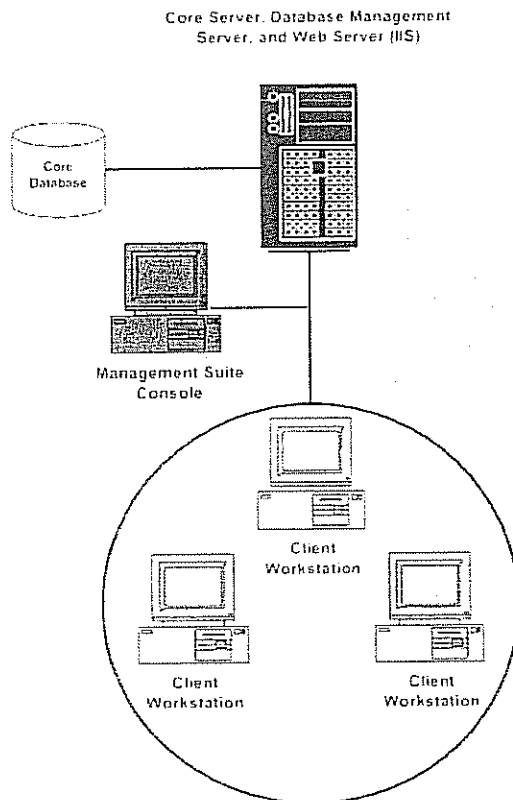 Core Server, Database Management
Server, and Web Server (IIS)
Core
Database
Management Suite
Console
Client
Workstation
Client
Workstation
Client
Workstation